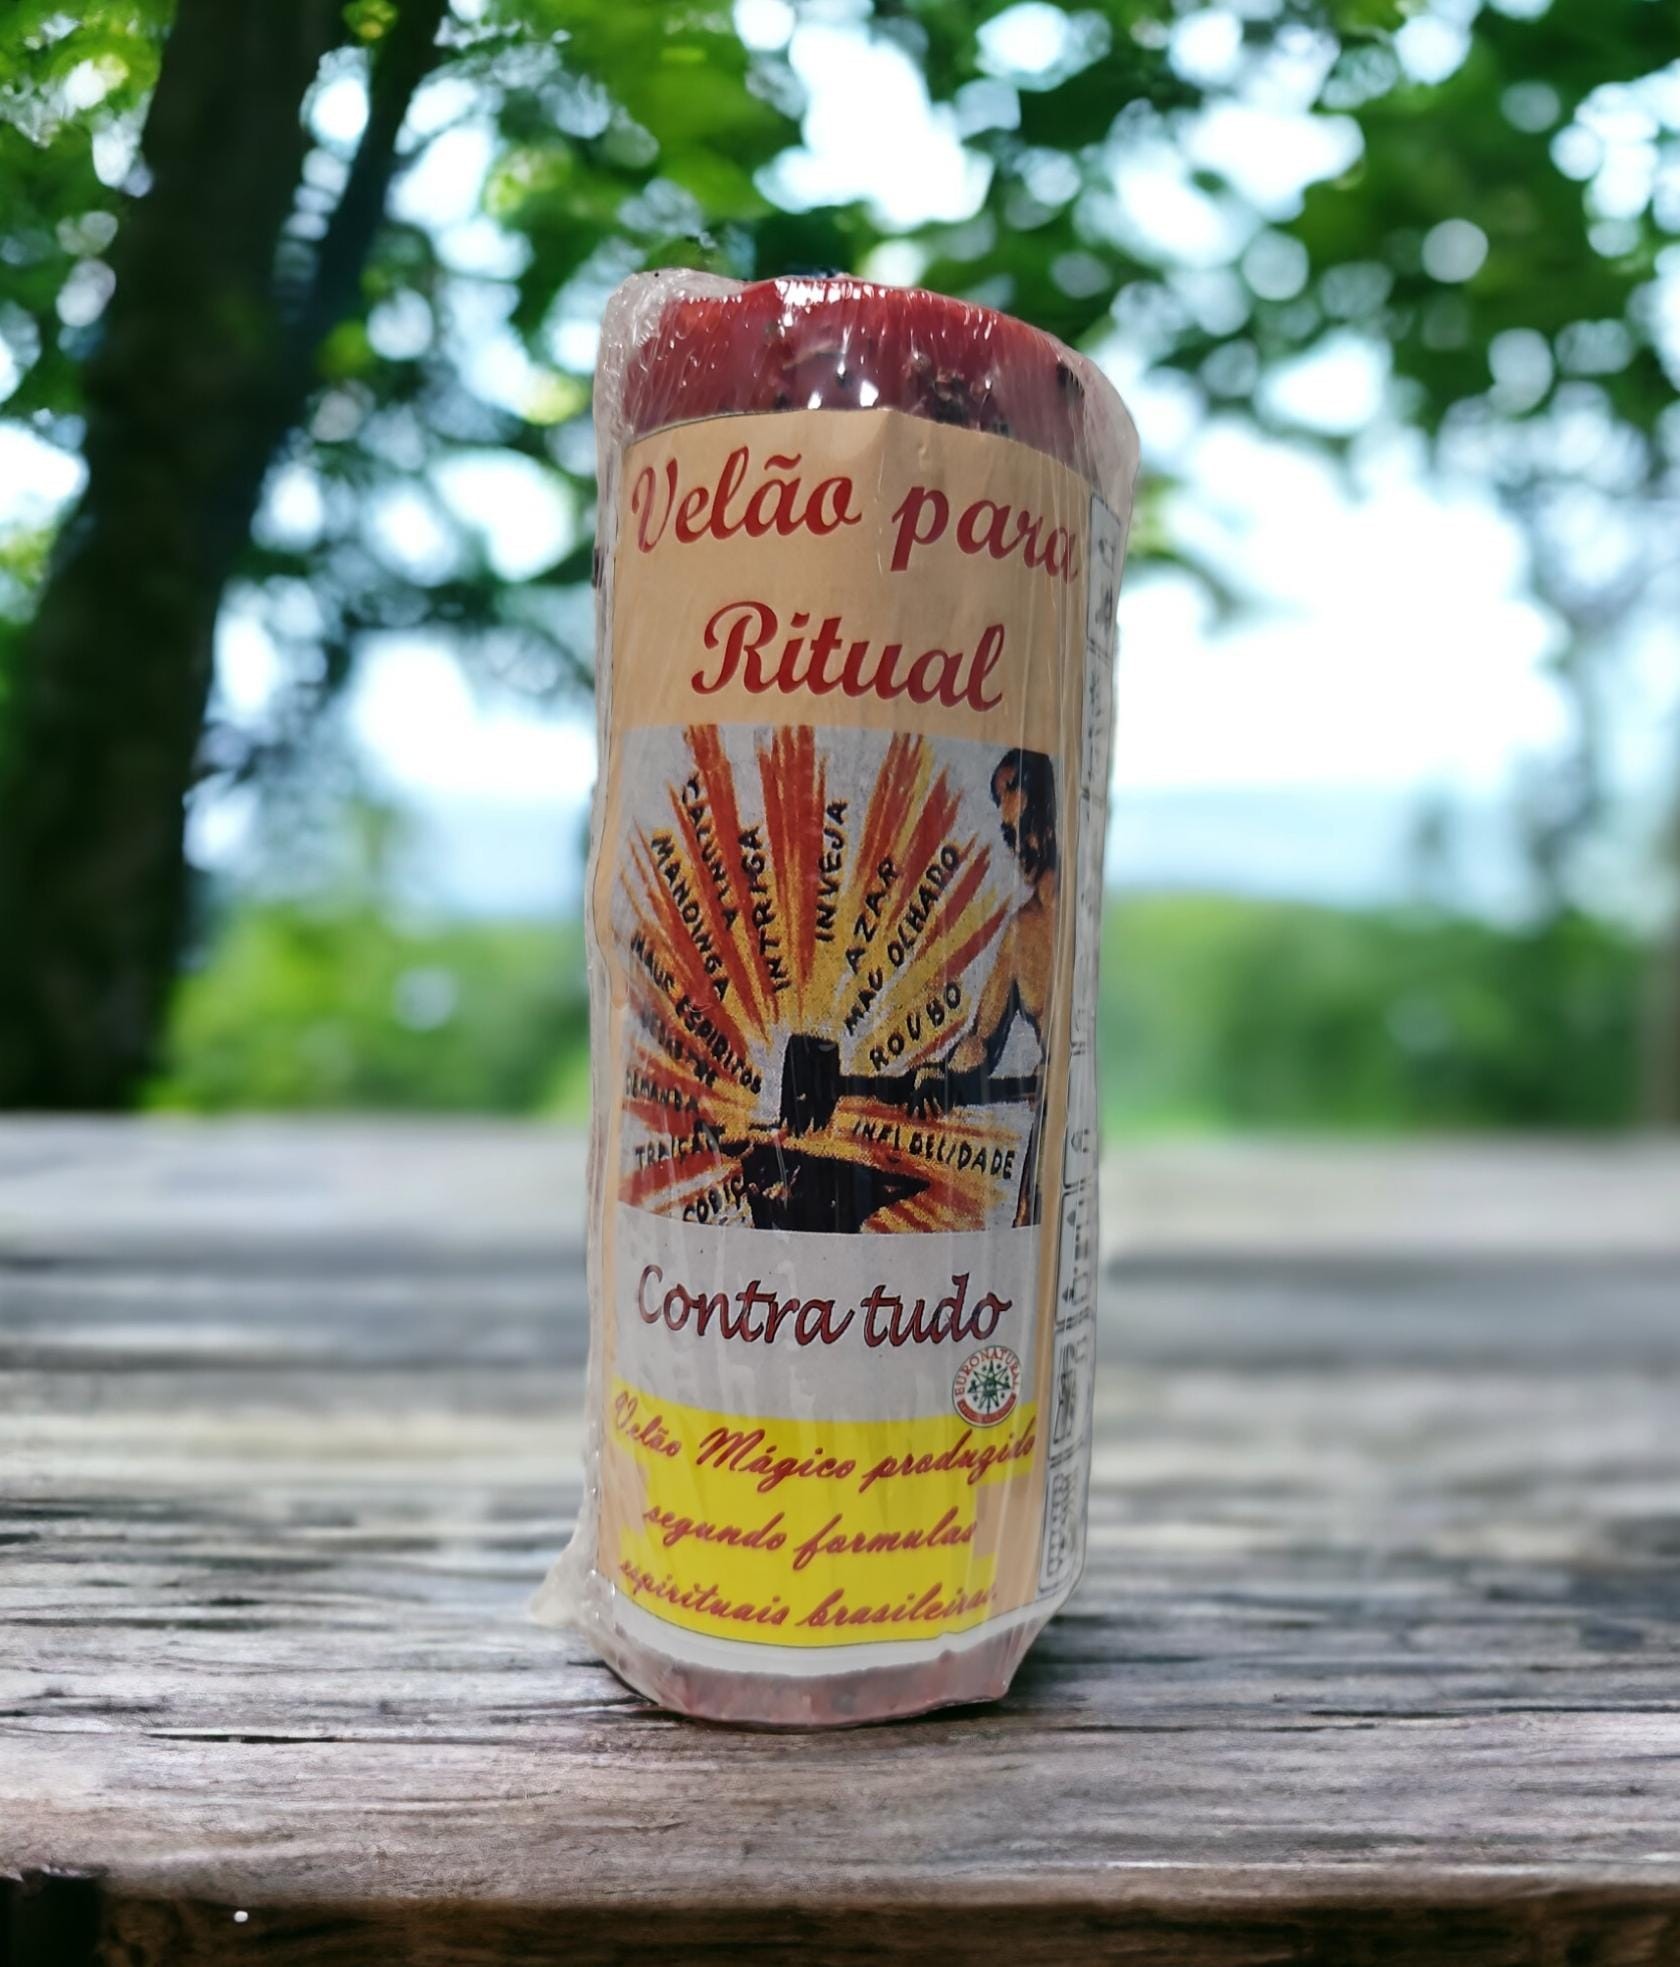 Velão para
Ritual
CALUNIA
MANDINGA
INTRIGA
INVEJA
AZAR
MAU OLHADO
ROUBO
MAUS ESPIRITOS
DEMANDA
INFIDELIDADE
Contra tudo
EURONATURAL
Velão Mágico produzido
segundo formulas
espirituais brasileiras.